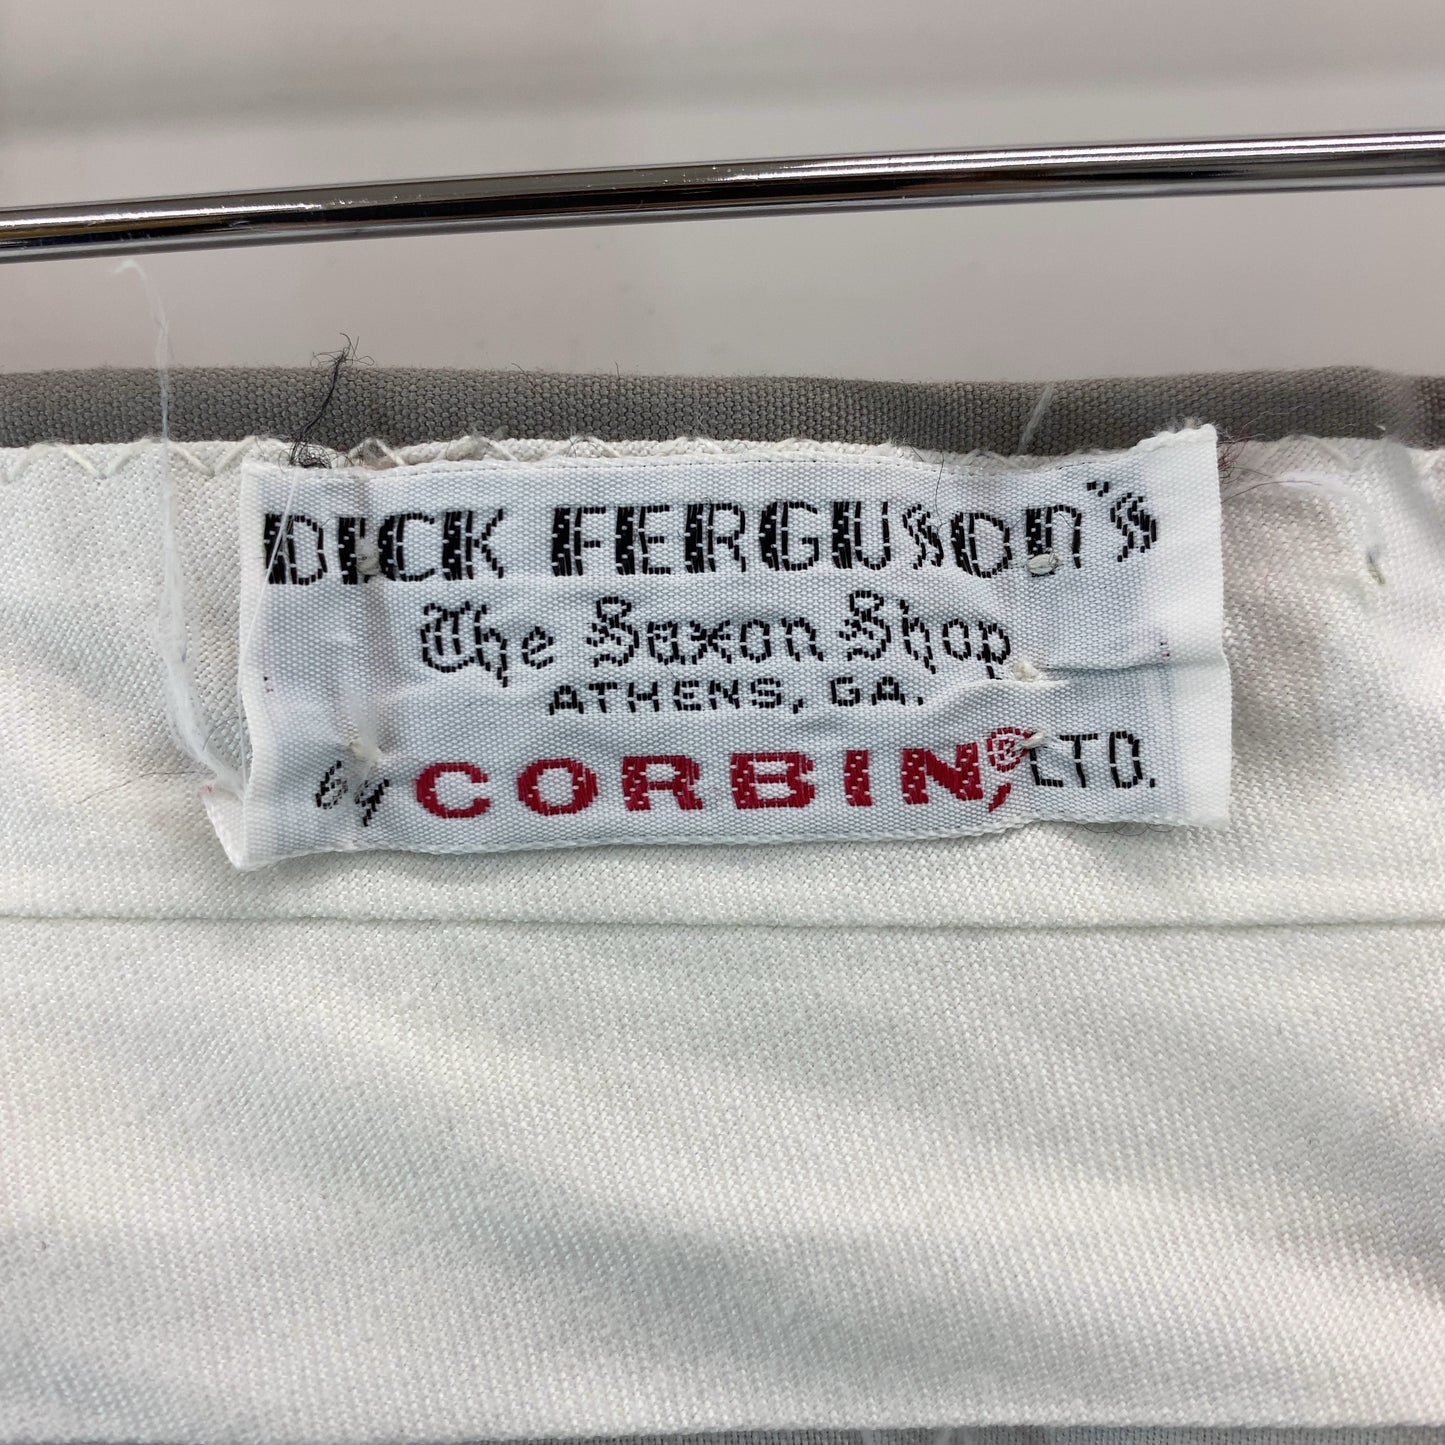 DICK FERGUSON'S
The Saxon Shop
ATHENS, GA.
by CORBIN,® LTD.